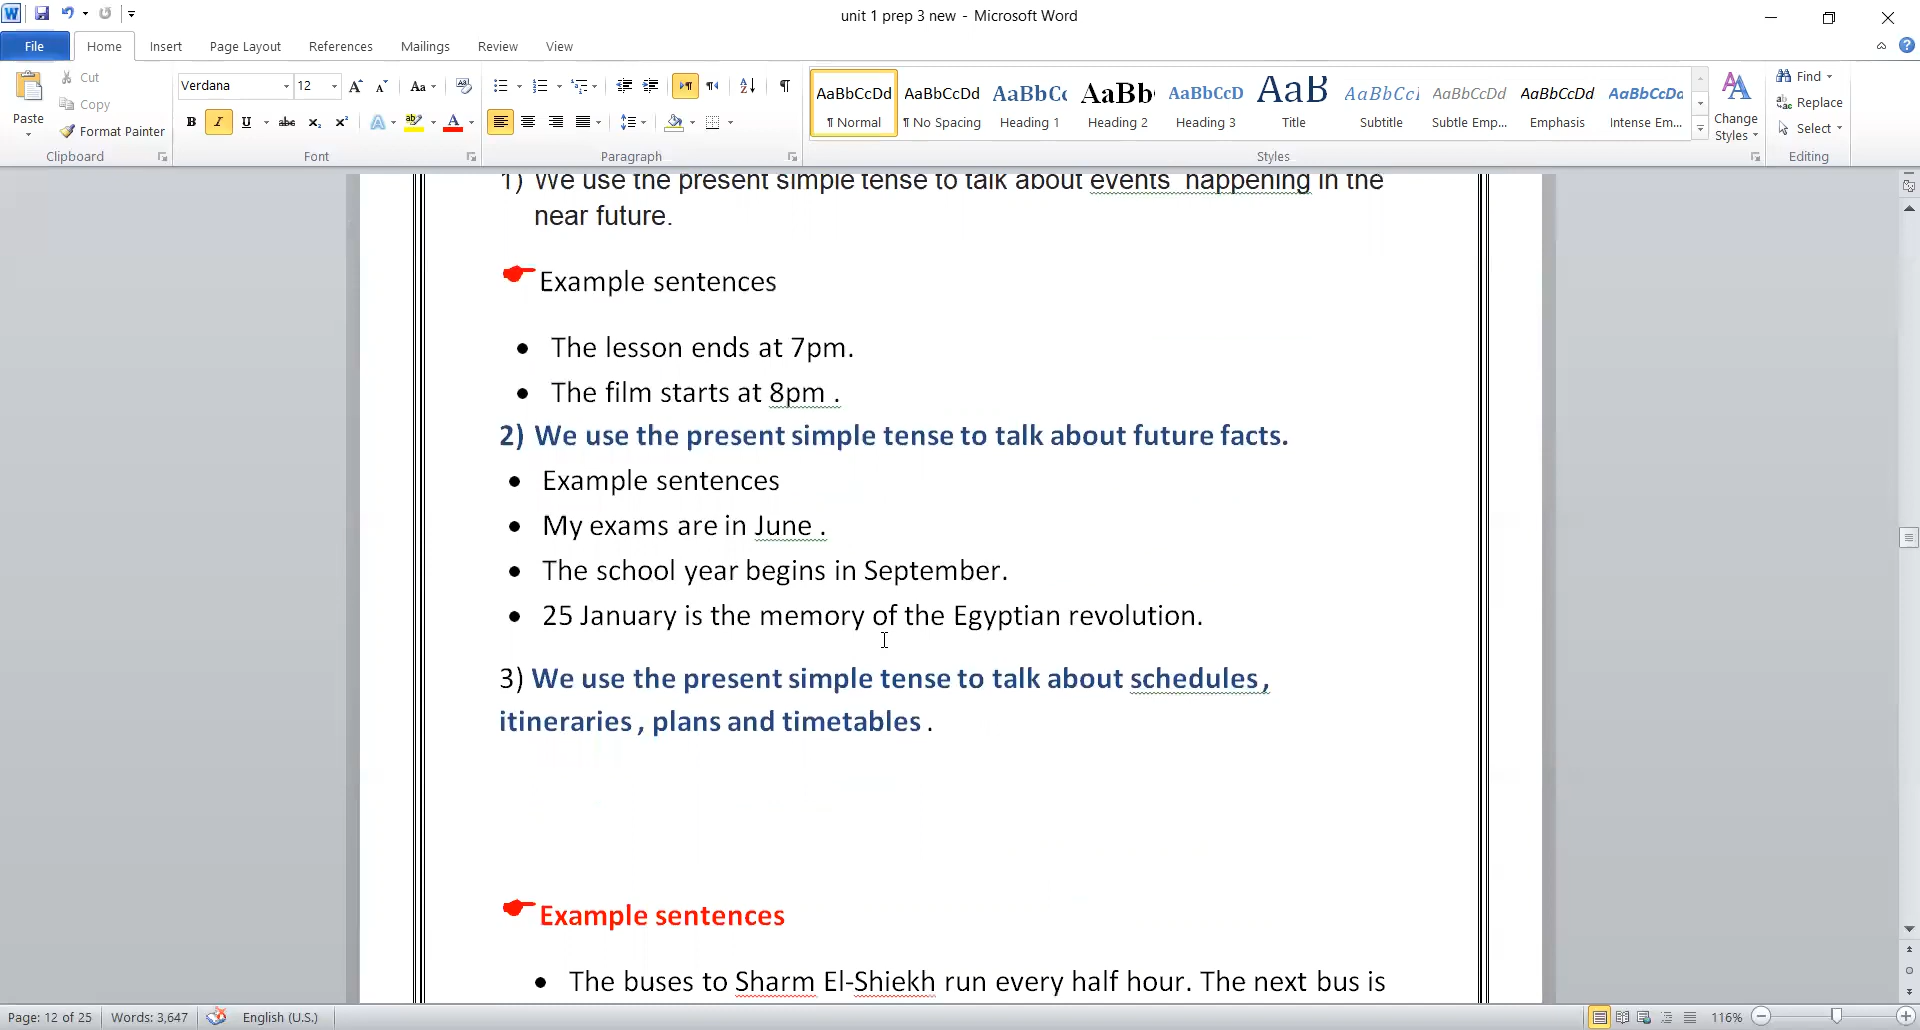 unit 1 prep 3 new - Microsoft Word
File Home Insert Page Layout References Mailings Review View
Paste
Cut
Copy
Format Painter
Clipboard
Verdana 12
Font
Paragraph
AaBbCcDd AaBbCcDd AaBbCc AaBb AaBbCcD AaB AaBbCcI AaBbCcDd AaBbCcDd AaBbCcDd
¶ Normal ¶ No Spacing Heading 1 Heading 2 Heading 3 Title Subtitle Subtle Emp... Emphasis Intense Em...
Styles
Change Styles
Find
Replace
Select
Editing
1) We use the present simple tense to talk about events happening in the
near future.
Example sentences
• The lesson ends at 7pm.
• The film starts at 8pm .
2) We use the present simple tense to talk about future facts.
• Example sentences
• My exams are in June .
• The school year begins in September.
• 25 January is the memory of the Egyptian revolution.
3) We use the present simple tense to talk about schedules,
itineraries , plans and timetables .
Example sentences
• The buses to Sharm El-Shiekh run every half hour. The next bus is
Page: 12 of 25 Words: 3,647 English (U.S.) 116%